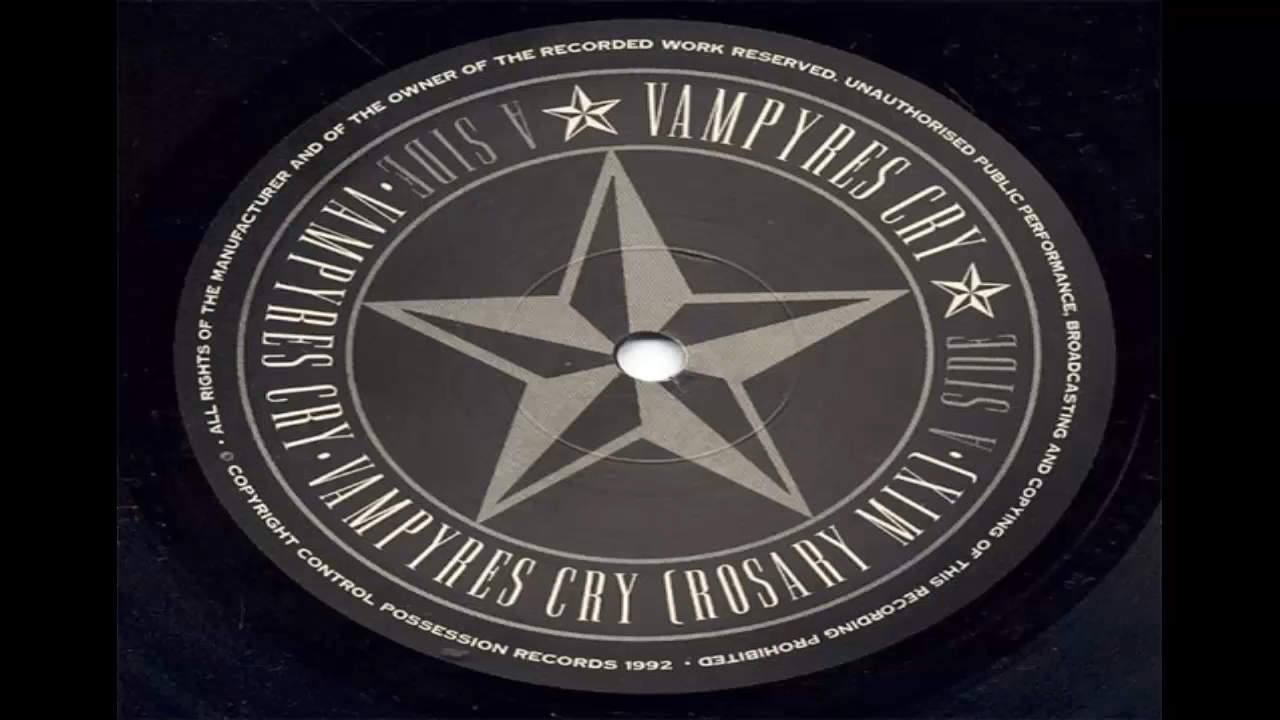 · ALL RIGHTS OF THE MANUFACTURER AND OF THE OWNER OF THE RECORDED WORK RESERVED. UNAUTHORISED PUBLIC PERFORMANCE, BROADCASTING AND COPYING OF THIS RECORDING PROHIBITED ·
© COPYRIGHT CONTROL POSSESSION RECORDS 1992
VAMPYRES CRY
A SIDE
VAMPYRES CRY · VAMPYRES CRY (ROSARY MIX) ·
A SIDE ·